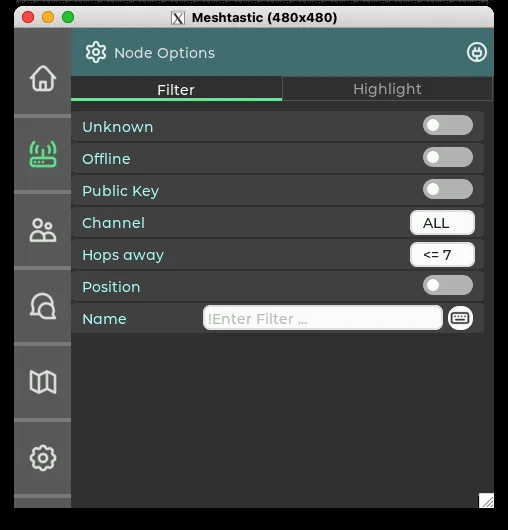 Meshtastic (480x480)
Node Options
Filter Highlight
Unknown
Offline
Public Key
Channel ALL
Hops away <= 7
Position
Name !Enter Filter ...